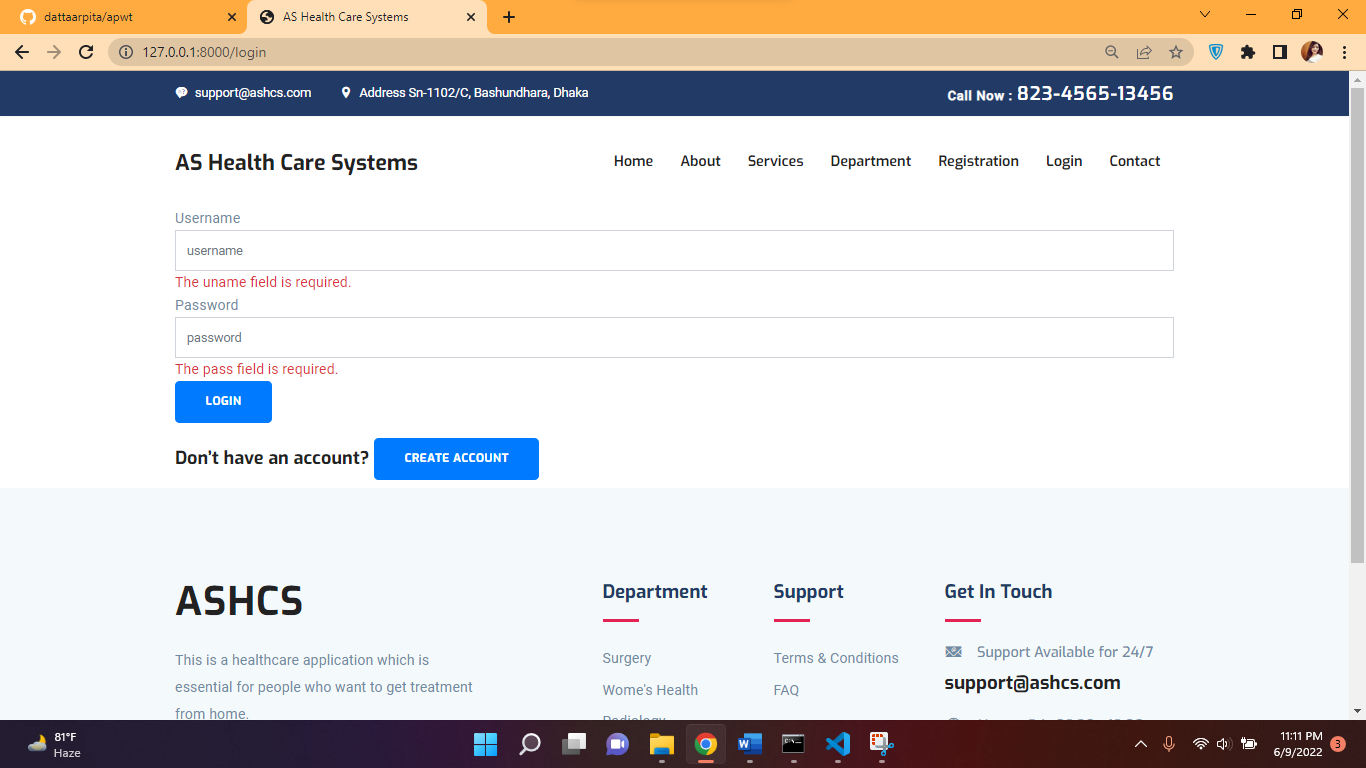 dattaarpita/apwt
AS Health Care Systems
127.0.0.1:8000/login
support@ashcs.com
Address Sn-1102/C, Bashundhara, Dhaka
Call Now : 823-4565-13456
AS Health Care Systems
Home About Services Department Registration Login Contact
Username
username
The uname field is required.
Password
password
The pass field is required.
LOGIN
Don't have an account? CREATE ACCOUNT
ASHCS
This is a healthcare application which is
essential for people who want to get treatment
from home.
Department
Surgery
Wome's Health
Radiology
Support
Terms & Conditions
FAQ
Get In Touch
Support Available for 24/7
support@ashcs.com
81°F
Haze
11:11 PM
6/9/2022
3